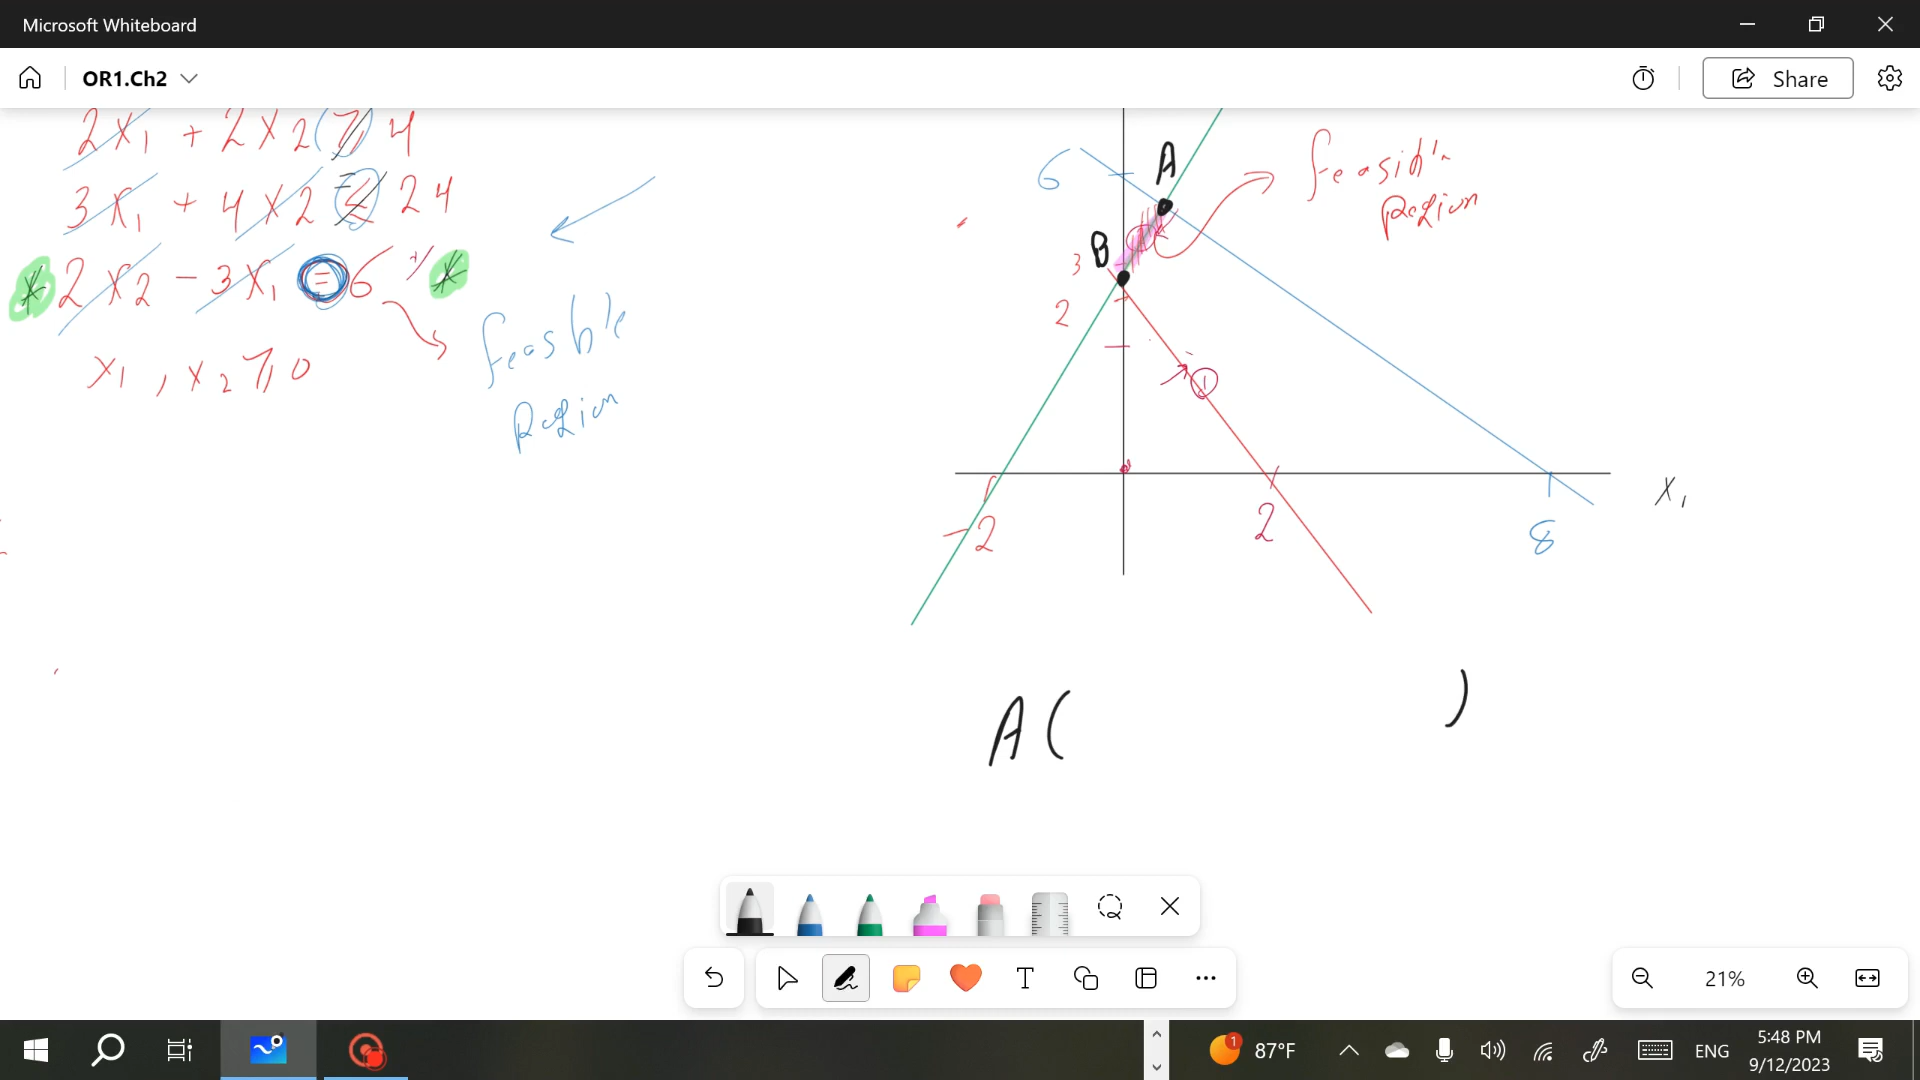 Microsoft Whiteboard
OR1.Ch2
Share
2x₁ + 2x₂ ≥ 4
3x₁ + 4x₂ ≤ 24
* 2x₂ - 3x₁ = 6 *
x₁, x₂ ≥ 0
feasible
Region
6
A
feasible
Region
B
3
2
1
-2
2
8
x₁
A( )
21%
1
87°F
ENG
5:48 PM
9/12/2023